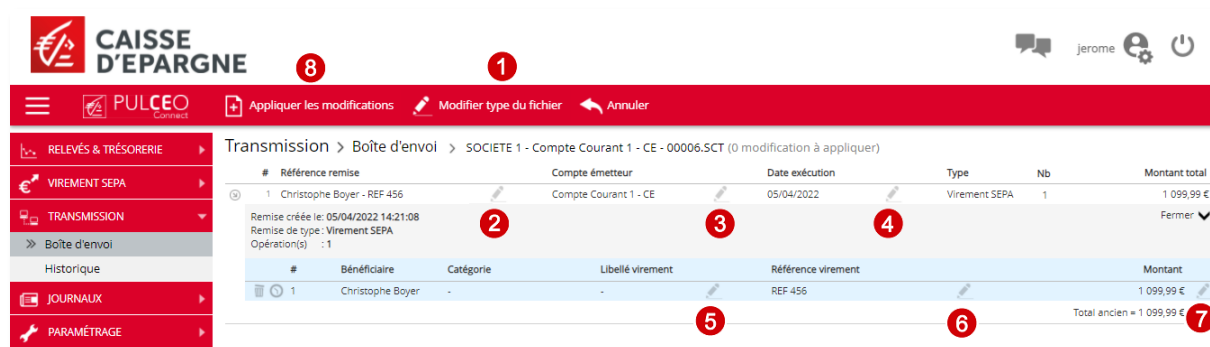 CAISSE
D'EPARGNE
jerome
8
1
PULCEO
Connect
Appliquer les modifications
Modifier type du fichier
Annuler
RELEVÉS & TRÉSORERIE
VIREMENT SEPA
TRANSMISSION
Boîte d'envoi
Historique
JOURNAUX
PARAMÉTRAGE
Transmission > Boîte d'envoi > SOCIETE 1 - Compte Courant 1 - CE - 00006.SCT (0 modification à appliquer)
# Référence remise Compte émetteur Date exécution Type Nb Montant total
1 Christophe Boyer - REF 456 Compte Courant 1 - CE 05/04/2022 Virement SEPA 1 1 099,99 €
2 3 4
Remise créée le: 05/04/2022 14:21:08 Fermer
Remise de type : Virement SEPA
Opération(s) : 1
# Bénéficiaire Catégorie Libellé virement Référence virement Montant
1 Christophe Boyer - - REF 456 1 099,99 €
Total ancien = 1 099,99 €
5 6 7